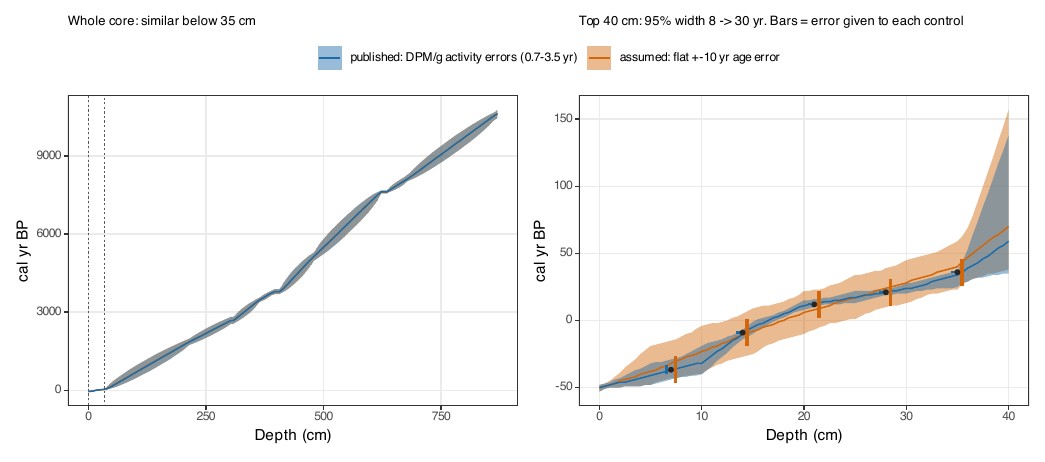 Whole core: similar below 35 cm
Top 40 cm: 95% width 8 -> 30 yr. Bars = error given to each control
published: DPM/g activity errors (0.7-3.5 yr)
assumed: flat +-10 yr age error
cal yr BP
9000
6000
3000
0
0
250
500
750
Depth (cm)
cal yr BP
150
100
50
0
-50
0
10
20
30
40
Depth (cm)